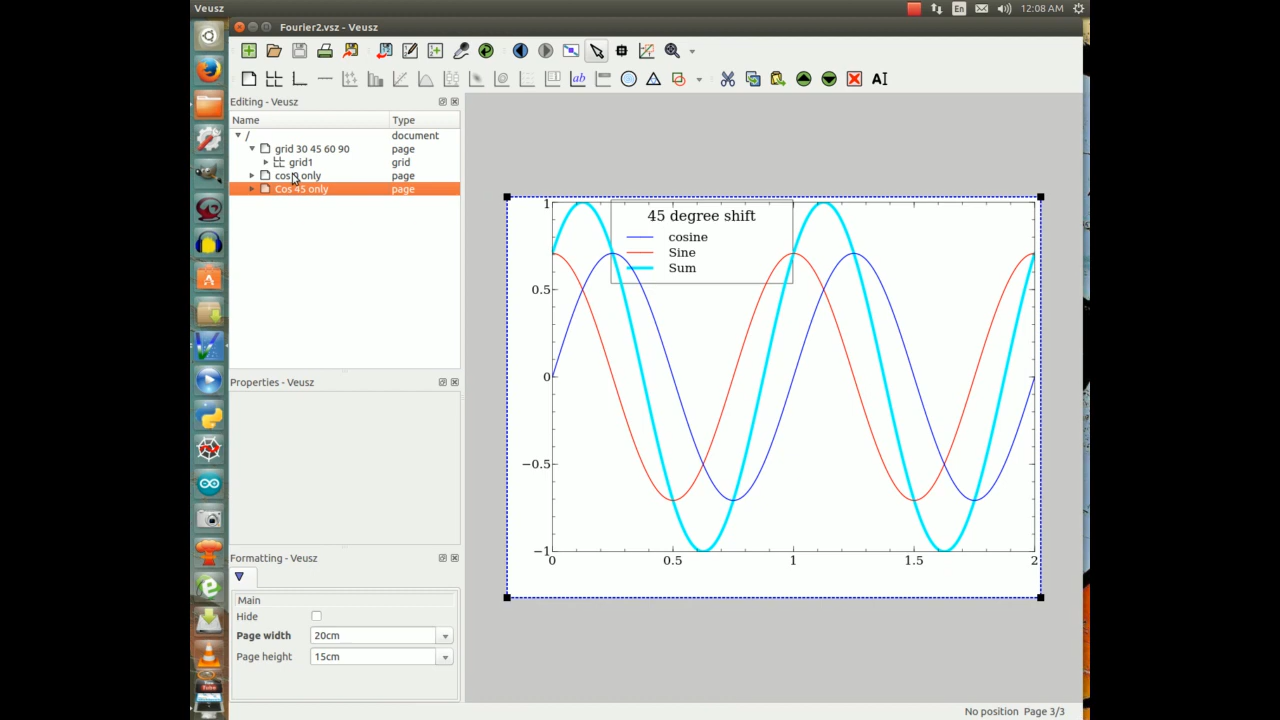 Veusz
En
12:08 AM
Fourier2.vsz - Veusz
ab
AI
Editing - Veusz
Name Type
/ document
grid 30 45 60 90 page
grid1 grid
only page
Cos 45 only page
Properties - Veusz
Formatting - Veusz
Main
Hide
Page width 20cm
Page height 15cm
45 degree shift
cosine
Sine
Sum
1
0.5
0
−0.5
−1
0 0.5 1 1.5 2
No position Page 3/3